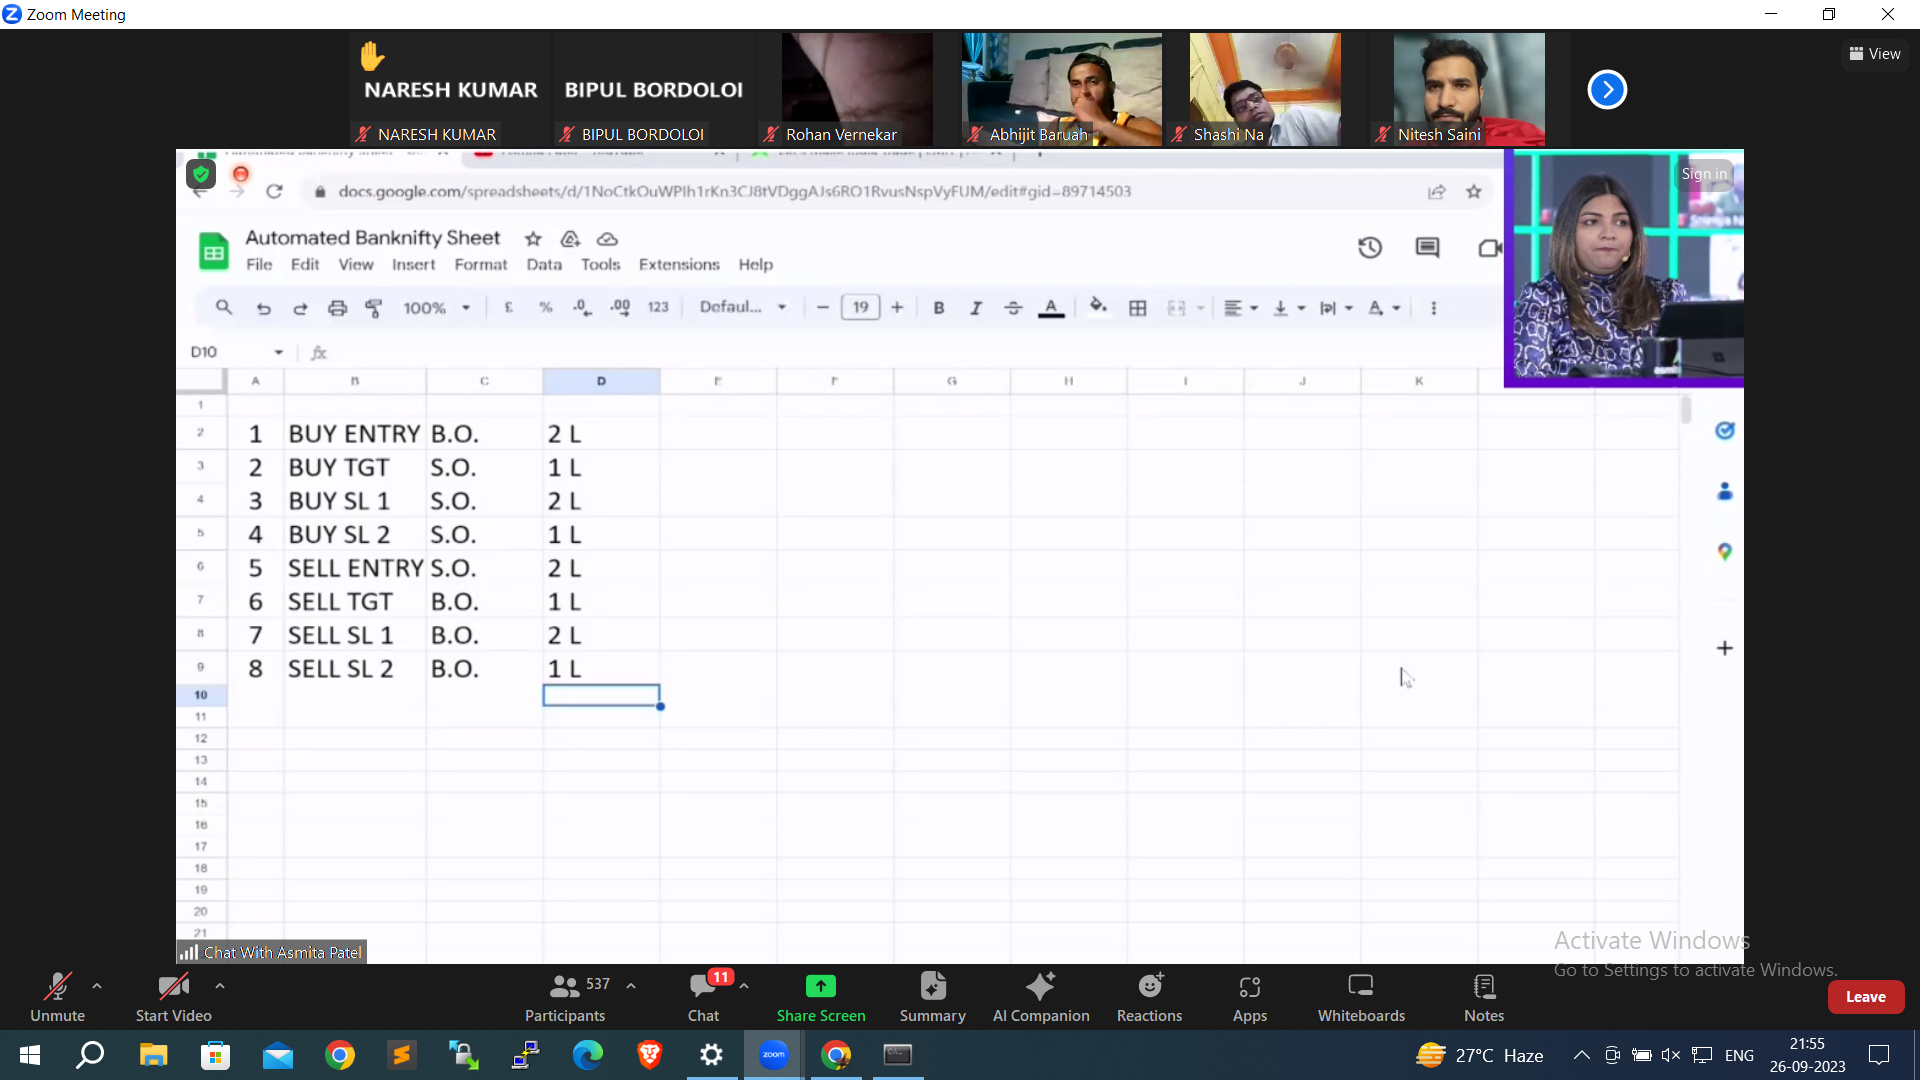 Zoom Meeting
View
NARESH KUMAR
BIPUL BORDOLOI
NARESH KUMAR
BIPUL BORDOLOI
Rohan Vernekar
Abhijit Baruah
Shashi Na
Nitesh Saini
docs.google.com/spreadsheets/d/1NoCtkOuWPIh1rKn3CJ8tVDggAJs6RO1RvusNspVyFUM/edit#gid=89714503
Sign in
Automated Banknifty Sheet
File Edit View Insert Format Data Tools Extensions Help
100% £ % .0 .00 123 Defaul... − 19 + B I A
D10 fx
A B C D E F G H I J K
1
2 1 BUY ENTRY B.O. 2 L
3 2 BUY TGT S.O. 1 L
4 3 BUY SL 1 S.O. 2 L
5 4 BUY SL 2 S.O. 1 L
6 5 SELL ENTRY S.O. 2 L
7 6 SELL TGT B.O. 1 L
8 7 SELL SL 1 B.O. 2 L
9 8 SELL SL 2 B.O. 1 L
10
11
12
13
14
15
16
17
18
19
20
21
Chat With Asmita Patel
Activate Windows
Go to Settings to activate Windows.
537
11
Unmute Start Video Participants Chat Share Screen Summary AI Companion Reactions Apps Whiteboards Notes
Leave
zoom
27°C Haze
ENG
21:55
26-09-2023